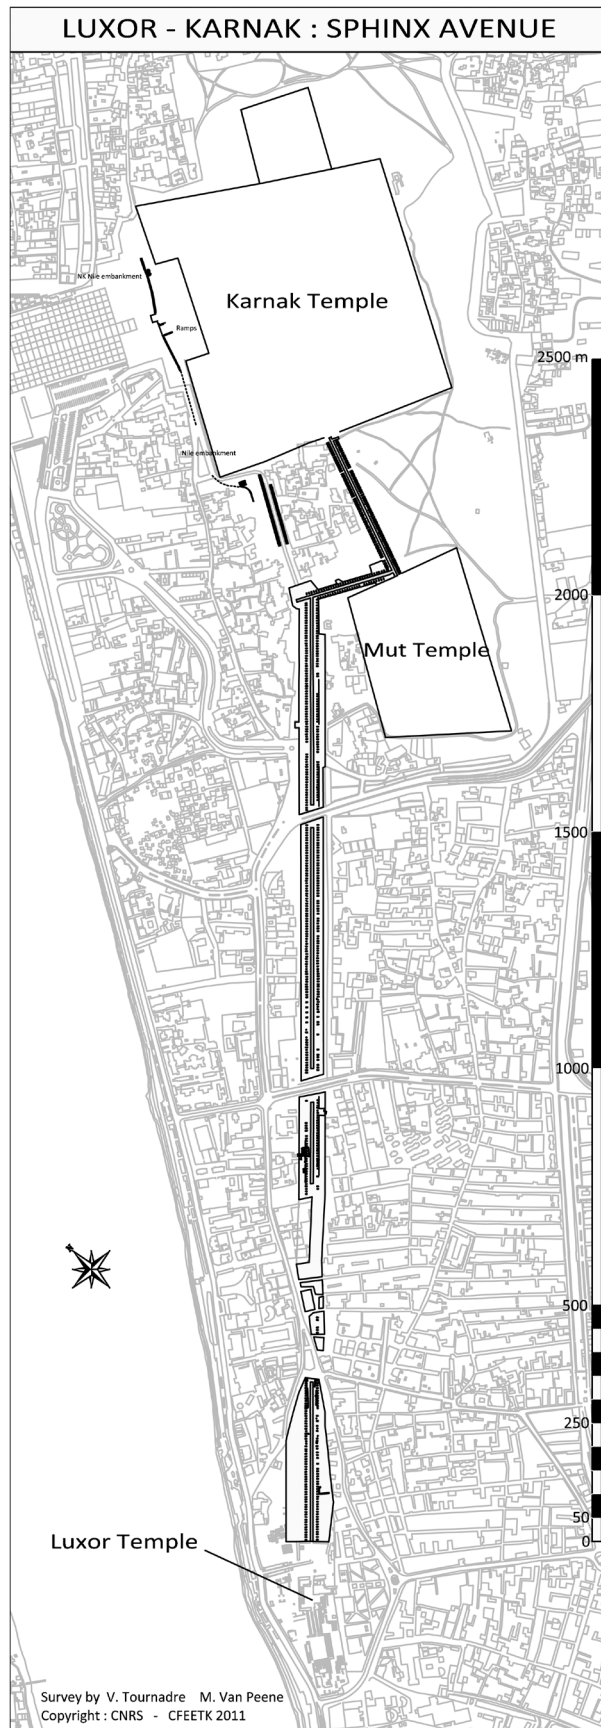 LUXOR - KARNAK : SPHINX AVENUE
NK Nile embankment
Karnak Temple
Ramps
2500 m
Nile embankment
2000
Mut Temple
1500
1000
500
250
50
0
Luxor Temple
Survey by V. Tournadre M. Van Peene
Copyright : CNRS - CFEETK 2011